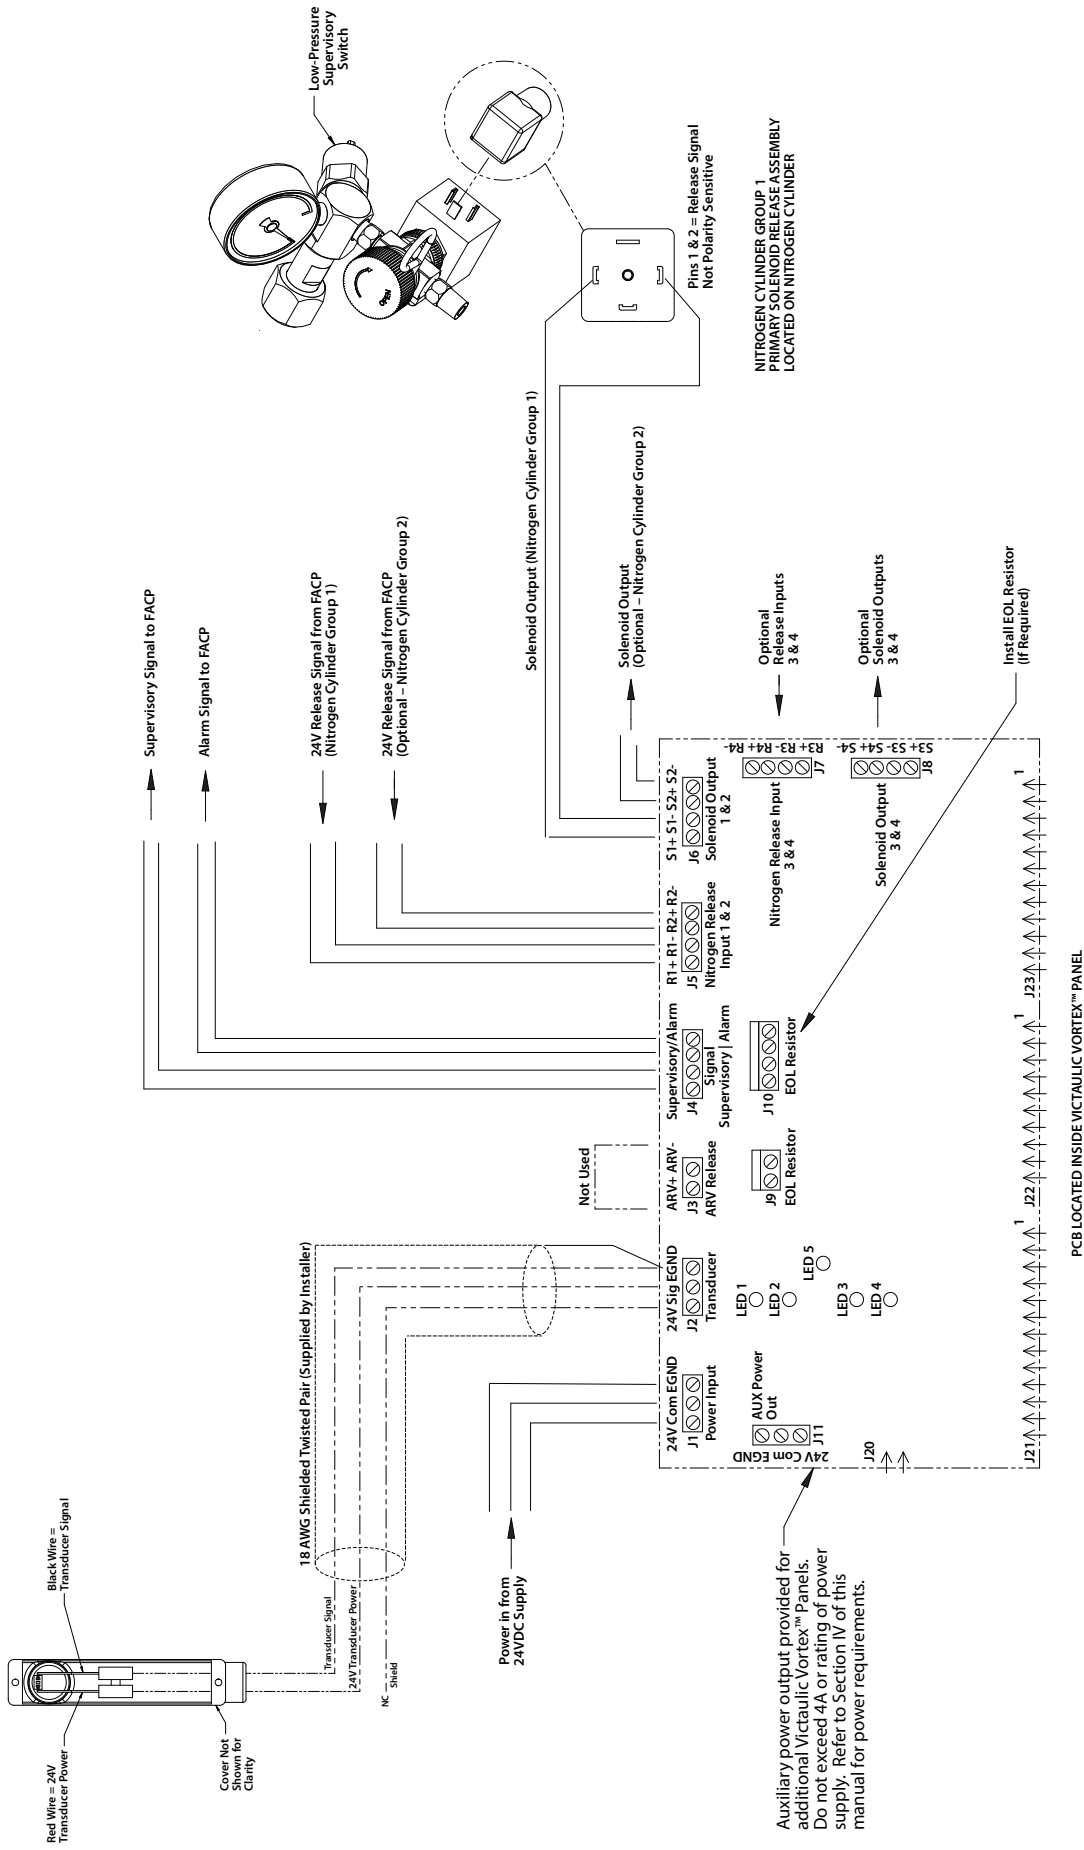 Red Wire = 24V
Transducer Power
Black Wire =
Transducer Signal
Cover Not
Shown for
Clarity
Transducer Signal
24V Transducer Power
NC
Shield
18 AWG Shielded Twisted Pair (Supplied by Installer)
Power in from
24VDC Supply
Not Used
Supervisory Signal to FACP
Alarm Signal to FACP
24V Release Signal from FACP
(Nitrogen Cylinder Group 1)
24V Release Signal from FACP
(Optional – Nitrogen Cylinder Group 2)
Solenoid Output (Nitrogen Cylinder Group 1)
Solenoid Output
(Optional – Nitrogen Cylinder Group 2)
Low-Pressure
Supervisory
Switch
OPEN
Pins 1 & 2 = Release Signal
Not Polarity Sensitive
NITROGEN CYLINDER GROUP 1
PRIMARY SOLENOID RELEASE ASSEMBLY
LOCATED ON NITROGEN CYLINDER
24V Com EGND
J1
Power Input
24V Sig EGND
J2
Transducer
ARV+ ARV-
J3
ARV Release
Supervisory/Alarm
J4
Signal
Supervisory | Alarm
R1+ R1- R2+ R2-
J5
Nitrogen Release
Input 1 & 2
S1+ S1- S2+ S2-
J6
Solenoid Output
1 & 2
AUX Power
Out
J11
24V Com EGND
LED 1
LED 2
LED 3
LED 4
LED 5
J9
EOL Resistor
J10
EOL Resistor
Nitrogen Release Input
3 & 4
J7
R3+ R3- R4+ R4-
Solenoid Output
3 & 4
J8
S3+ S3- S4+ S4-
Optional
Release Inputs
3 & 4
Optional
Solenoid Outputs
3 & 4
Install EOL Resistor
(If Required)
J20
J21
1
J22
1
J23
1
Auxiliary power output provided for
additional Victaulic Vortex™ Panels.
Do not exceed 4A or rating of power
supply. Refer to Section IV of this
manual for power requirements.
PCB LOCATED INSIDE VICTAULIC VORTEX™ PANEL